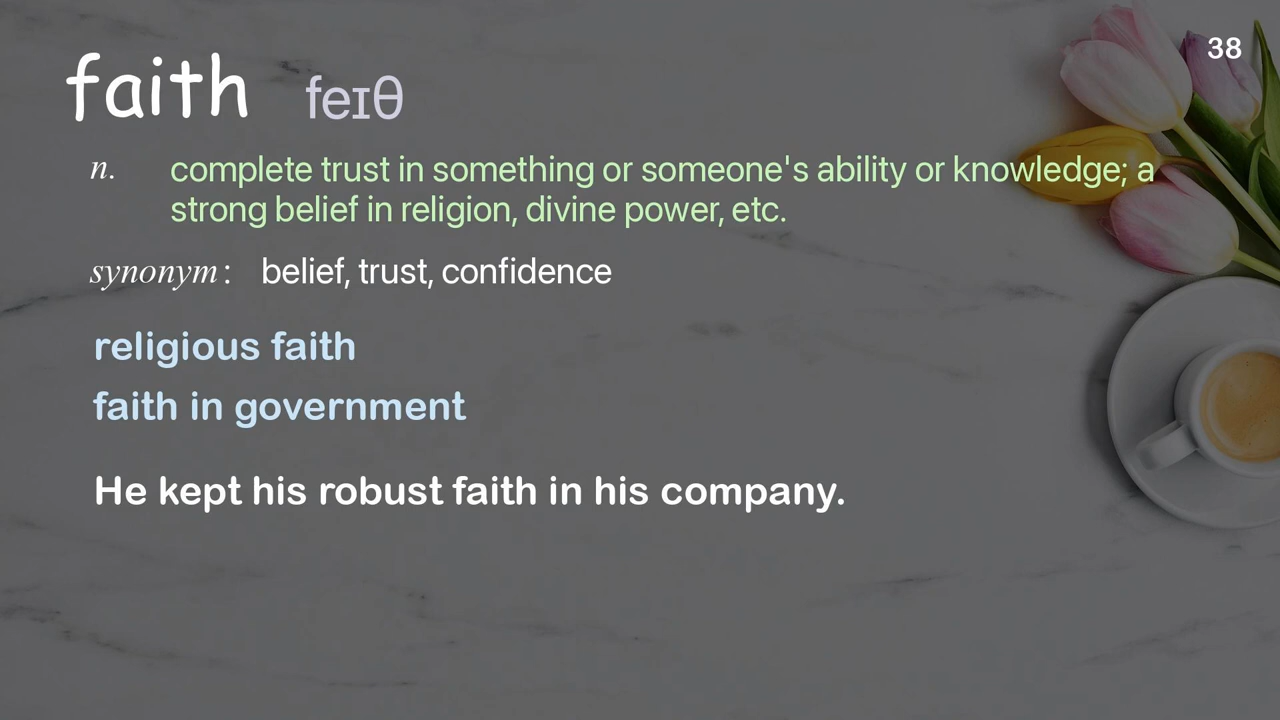 38
faith feɪθ
n. complete trust in something or someone's ability or knowledge; a
strong belief in religion, divine power, etc.
synonym : belief, trust, confidence
religious faith
faith in government
He kept his robust faith in his company.